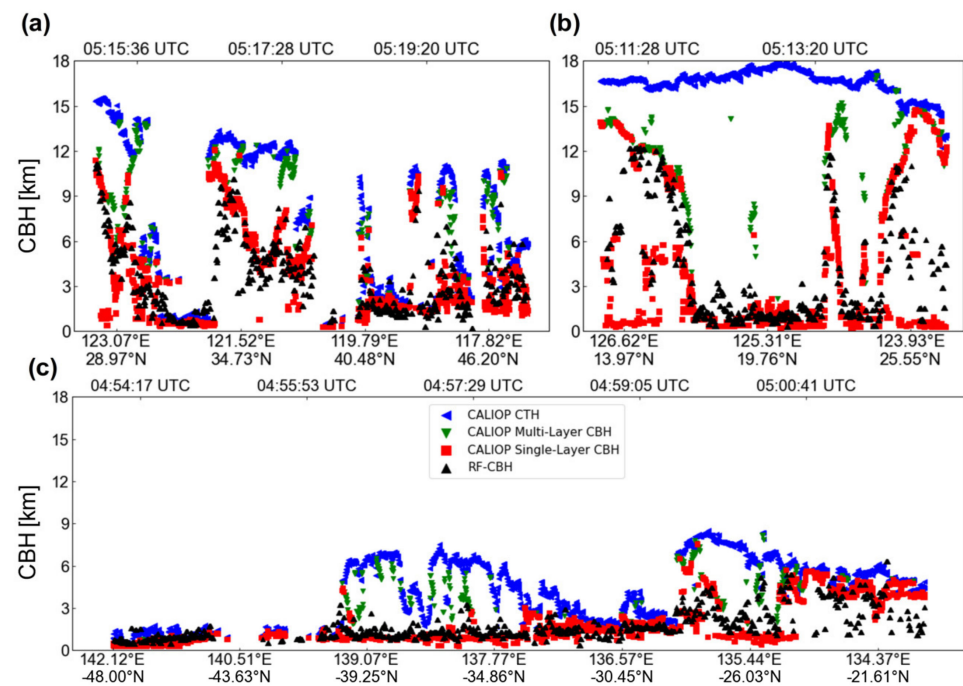 (a)
05:15:36 UTC 05:17:28 UTC 05:19:20 UTC
CBH [km]
18
15
12
9
6
3
0
123.07°E 121.52°E 119.79°E 117.82°E
28.97°N 34.73°N 40.48°N 46.20°N
(b)
05:11:28 UTC 05:13:20 UTC
18
15
12
9
6
3
0
126.62°E 125.31°E 123.93°E
13.97°N 19.76°N 25.55°N
(c)
04:54:17 UTC 04:55:53 UTC 04:57:29 UTC 04:59:05 UTC 05:00:41 UTC
CBH [km]
18
15
12
9
6
3
0
CALIOP CTH
CALIOP Multi-Layer CBH
CALIOP Single-Layer CBH
RF-CBH
142.12°E 140.51°E 139.07°E 137.77°E 136.57°E 135.44°E 134.37°E
-48.00°N -43.63°N -39.25°N -34.86°N -30.45°N -26.03°N -21.61°N